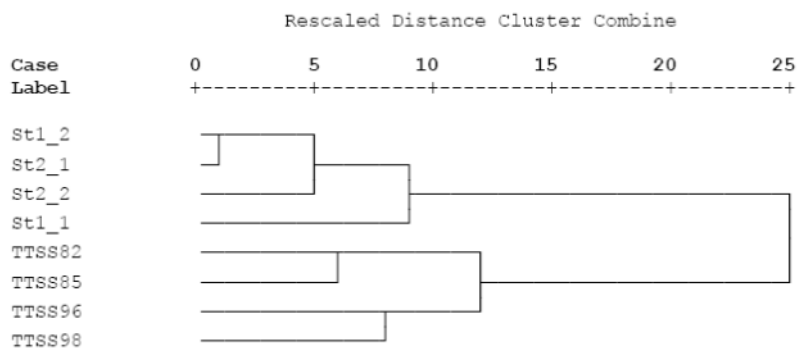 Rescaled Distance Cluster Combine
Case 0 5 10 15 20 25
Label +---------+---------+---------+---------+---------+
St1_2
St2_1
St2_2
St1_1
TTSS82
TTSS85
TTSS96
TTSS98